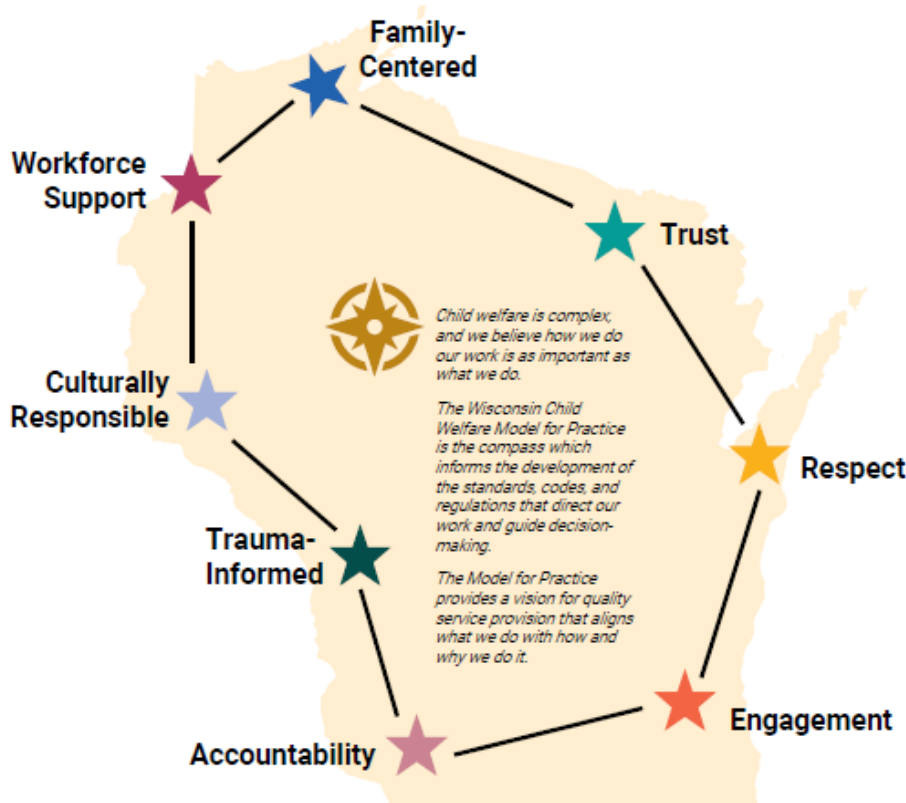 Family-
Centered
Workforce
Support
Trust
Child welfare is complex,
and we believe how we do
our work is as important as
what we do.
Culturally
Responsible
The Wisconsin Child
Welfare Model for Practice
is the compass which
informs the development of
the standards, codes, and
regulations that direct our
work and guide decision-
making.
Respect
Trauma-
Informed
The Model for Practice
provides a vision for quality
service provision that aligns
what we do with how and
why we do it.
Engagement
Accountability